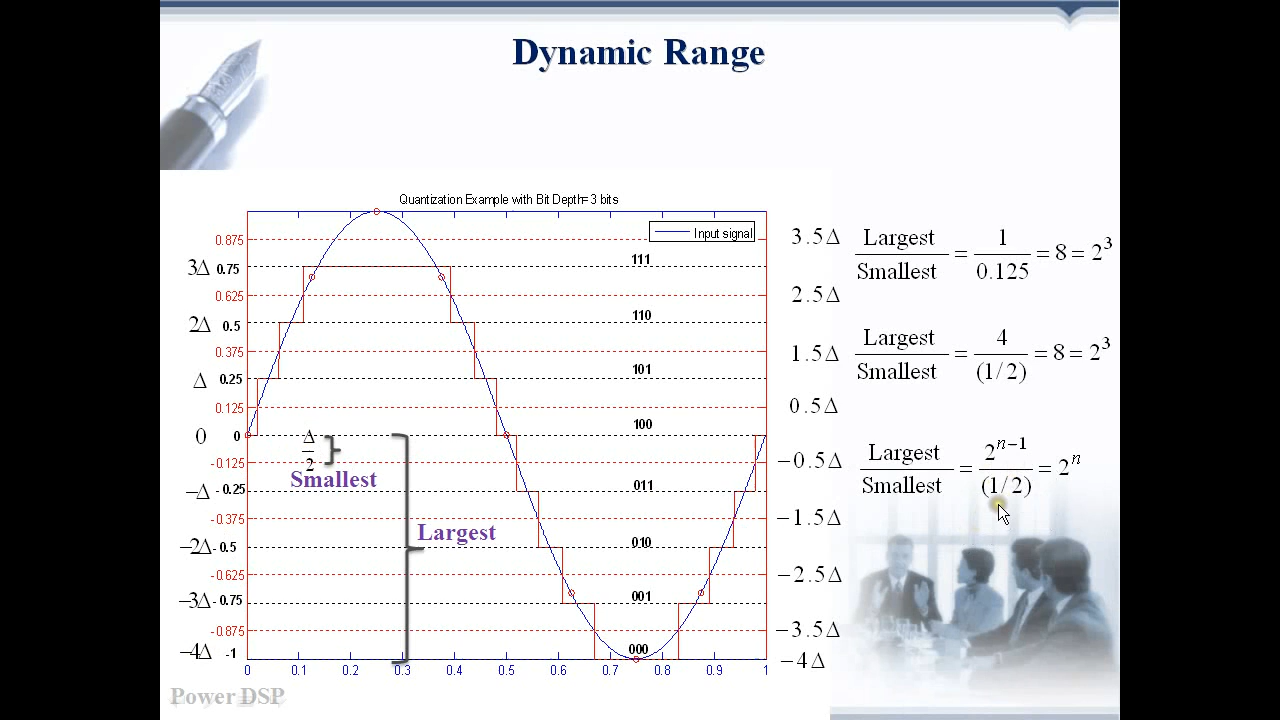 Dynamic Range
Quantization Example with Bit Depth= 3 bits
Input signal
0.875
3Δ 0.75 111
0.625
2Δ 0.5 110
0.375
Δ 0.25 101
0.125
0 0 100
-0.125
−Δ -0.25 011
-0.375
−2Δ -0.5 010
-0.625
−3Δ -0.75 001
-0.875
−4Δ -1 000
0 0.1 0.2 0.3 0.4 0.5 0.6 0.7 0.8 0.9 1
Δ/2
Smallest
Largest
3.5Δ
2.5Δ
1.5Δ
0.5Δ
−0.5Δ
−1.5Δ
−2.5Δ
−3.5Δ
−4Δ
Largest/Smallest = 1/0.125 = 8 = 2^3
Largest/Smallest = 4/(1/2) = 8 = 2^3
Largest/Smallest = 2^(n−1)/(1/2) = 2^n
Power DSP